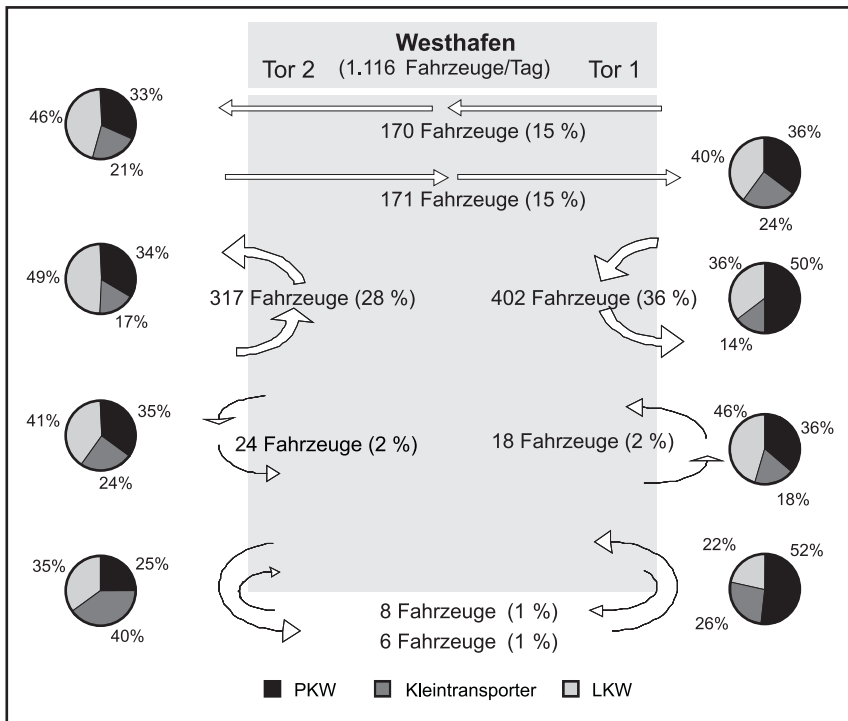 Westhafen
Tor 2 (1.116 Fahrzeuge/Tag) Tor 1
46% 33%
21%
170 Fahrzeuge (15 %)
40% 36%
24%
171 Fahrzeuge (15 %)
49% 34%
17%
317 Fahrzeuge (28 %) 402 Fahrzeuge (36 %)
36% 50%
14%
41% 35%
24%
24 Fahrzeuge (2 %) 18 Fahrzeuge (2 %)
46% 36%
18%
35% 25%
40%
22% 52%
26%
8 Fahrzeuge (1 %)
6 Fahrzeuge (1 %)
PKW Kleintransporter LKW